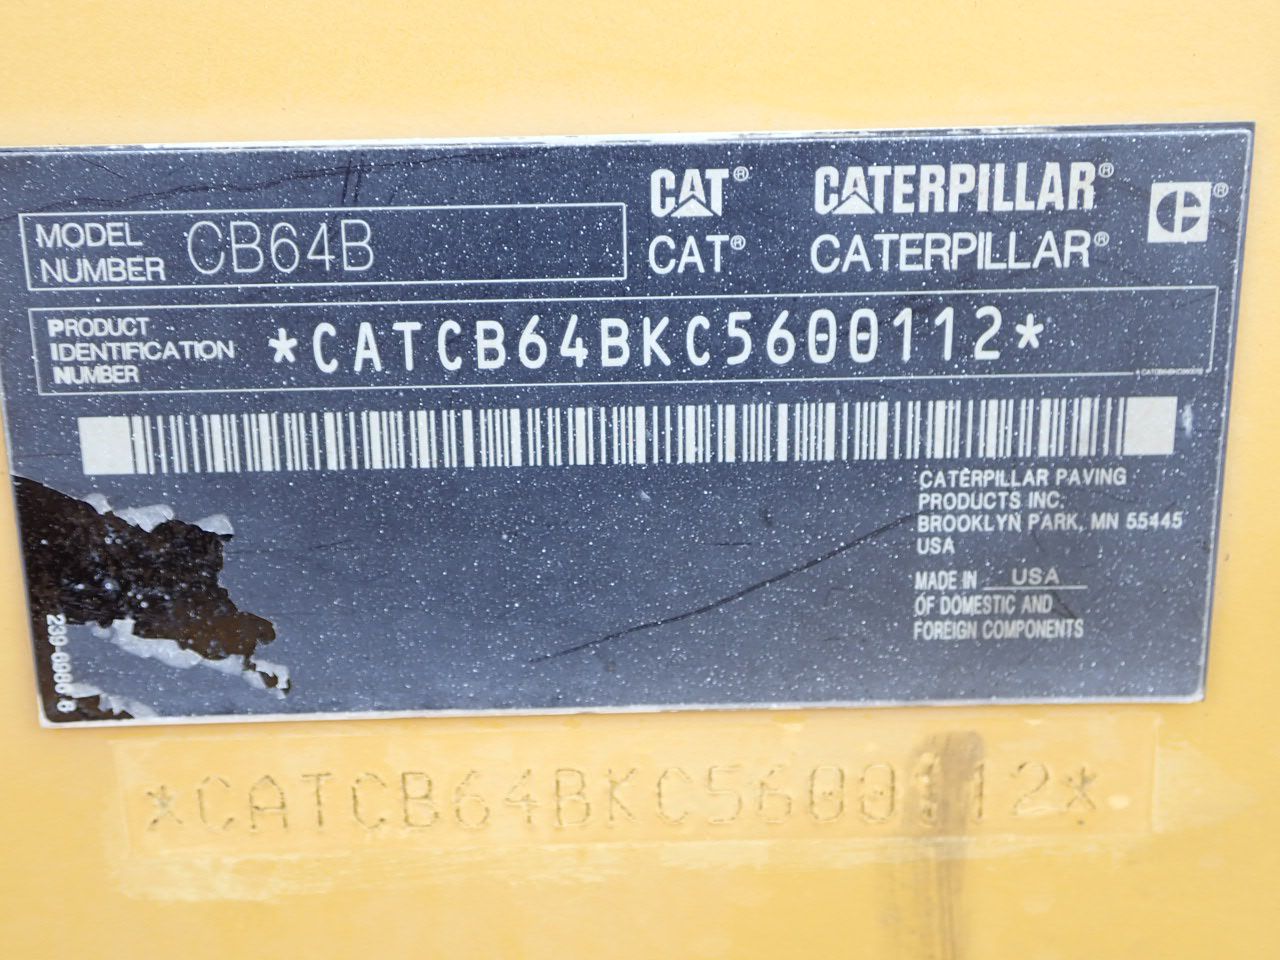 CAT® CATERPILLAR®
MODEL NUMBER CB64B
CAT® CATERPILLAR®
PRODUCT IDENTIFICATION NUMBER *CATCB64BKC5600112*
CATERPILLAR PAVING
PRODUCTS INC.
BROOKLYN PARK, MN 55445
USA
MADE IN USA
OF DOMESTIC AND
FOREIGN COMPONENTS
*CATCB64BKC5600112*